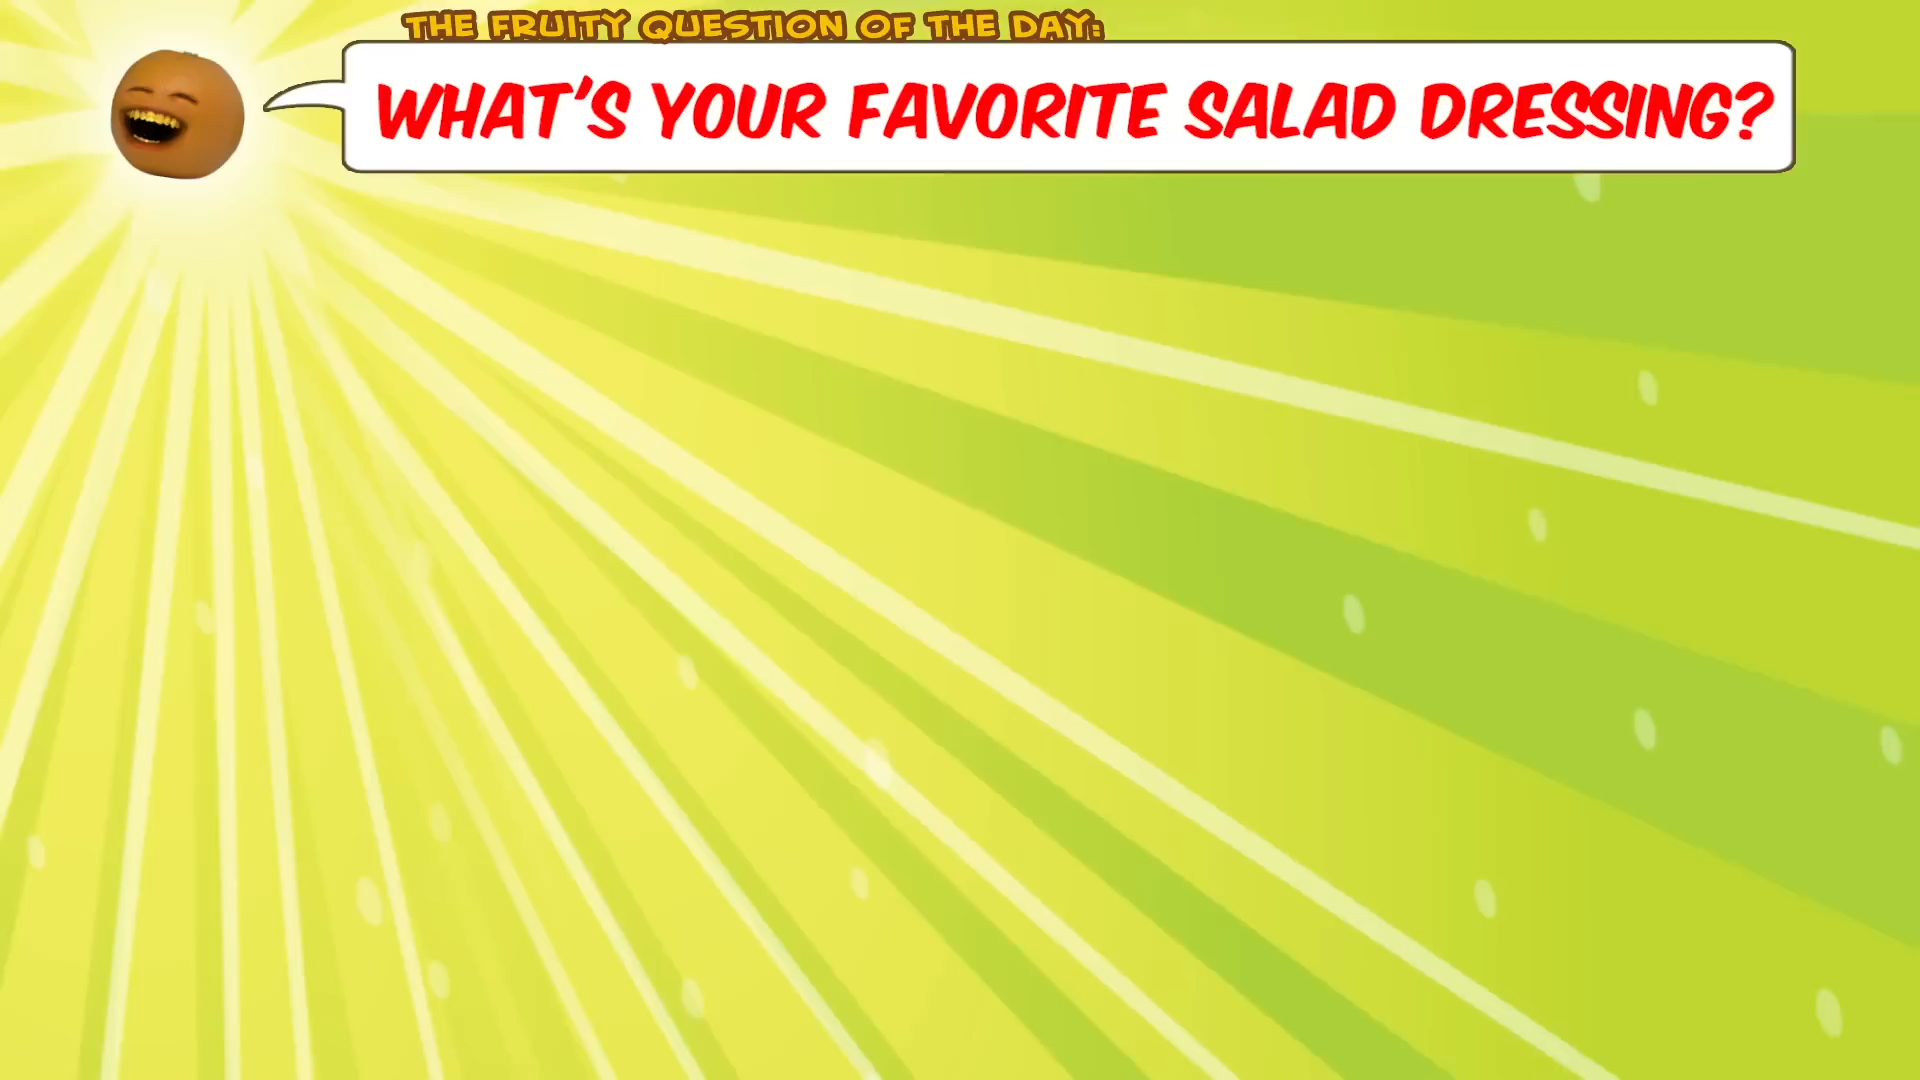 THE FRUITY QUESTION OF THE DAY:
WHAT'S YOUR FAVORITE SALAD DRESSING?